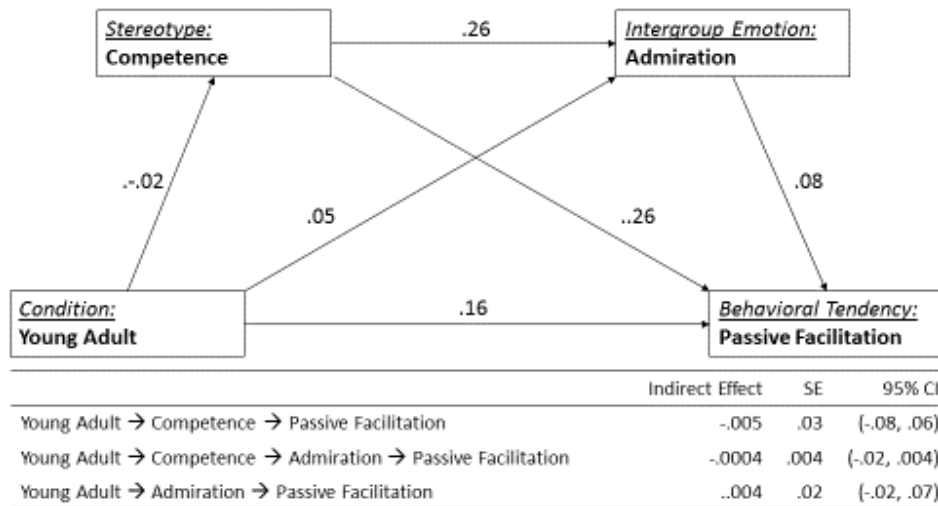 Stereotype:
Competence
.26
Intergroup Emotion:
Admiration
.-.02
.05
..26
.08
Condition:
Young Adult
.16
Behavioral Tendency:
Passive Facilitation
Indirect Effect SE 95% CI
Young Adult → Competence → Passive Facilitation -.005 .03 (-.08, .06)
Young Adult → Competence → Admiration → Passive Facilitation -.0004 .004 (-.02, .004)
Young Adult → Admiration → Passive Facilitation ..004 .02 (-.02, .07)